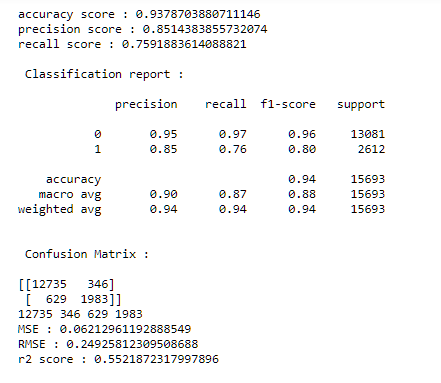 accuracy score : 0.9378703880711146
precision score : 0.8514383855732074
recall score : 0.7591883614088821
Classification report :
precision recall f1-score support
0 0.95 0.97 0.96 13081
1 0.85 0.76 0.80 2612
accuracy 0.94 15693
macro avg 0.90 0.87 0.88 15693
weighted avg 0.94 0.94 0.94 15693
Confusion Matrix :
[[12735 346]
[ 629 1983]]
12735 346 629 1983
MSE : 0.06212961192888549
RMSE : 0.24925812309508688
r2 score : 0.5521872317997896